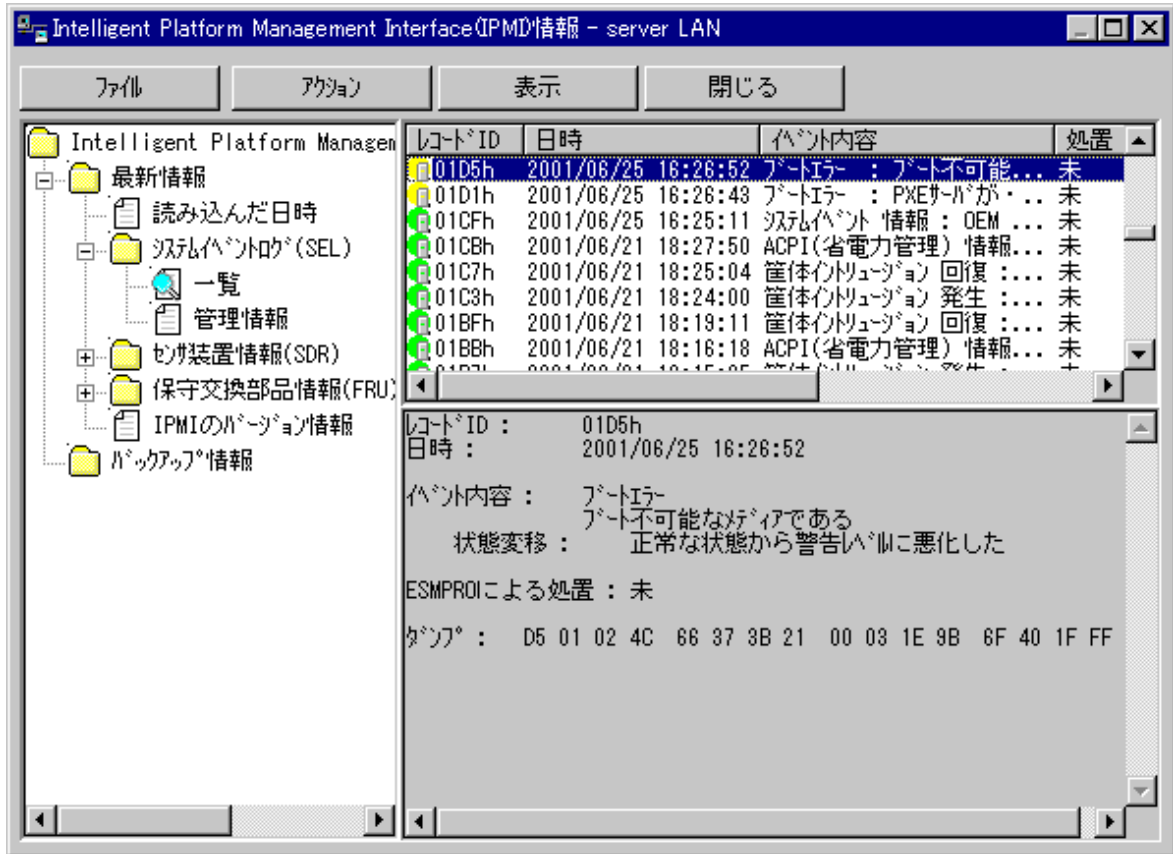 Intelligent Platform Management Interface(IPMI)情報 - server LAN
ﾌｧｲﾙ ｱｸｼｮﾝ 表示 閉じる
Intelligent Platform Managem
最新情報
読み込んだ日時
ｼｽﾃﾑｲﾍﾞﾝﾄﾛｸﾞ(SEL)
一覧
管理情報
ｾﾝｻ装置情報(SDR)
保守交換部品情報(FRU)
IPMIのﾊﾞｰｼﾞｮﾝ情報
ﾊﾞｯｸｱｯﾌﾟ情報
ﾚｺｰﾄﾞID 日時 ｲﾍﾞﾝﾄ内容 処置
01D5h 2001/06/25 16:26:52 ﾌﾞｰﾄｴﾗｰ : ﾌﾞｰﾄ不可能... 未
01D1h 2001/06/25 16:26:43 ﾌﾞｰﾄｴﾗｰ : PXEｻｰﾊﾞが・.. 未
01CFh 2001/06/25 16:25:11 ｼｽﾃﾑｲﾍﾞﾝﾄ 情報 : OEM ... 未
01CBh 2001/06/21 18:27:50 ACPI(省電力管理) 情報... 未
01C7h 2001/06/21 18:25:04 筐体ｲﾝﾄﾘｭｰｼﾞｮﾝ 回復 :... 未
01C3h 2001/06/21 18:24:00 筐体ｲﾝﾄﾘｭｰｼﾞｮﾝ 発生 :... 未
01BFh 2001/06/21 18:19:11 筐体ｲﾝﾄﾘｭｰｼﾞｮﾝ 回復 :... 未
01BBh 2001/06/21 18:16:18 ACPI(省電力管理) 情報... 未
ﾚｺｰﾄﾞID : 01D5h
日時 : 2001/06/25 16:26:52
ｲﾍﾞﾝﾄ内容 : ﾌﾞｰﾄｴﾗｰ
ﾌﾞｰﾄ不可能なﾒﾃﾞｨｱである
状態変移 : 正常な状態から警告ﾚﾍﾞﾙに悪化した
ESMPROによる処置 : 未
ﾀﾞﾝﾌﾟ : D5 01 02 4C 66 37 3B 21 00 03 1E 9B 6F 40 1F FF